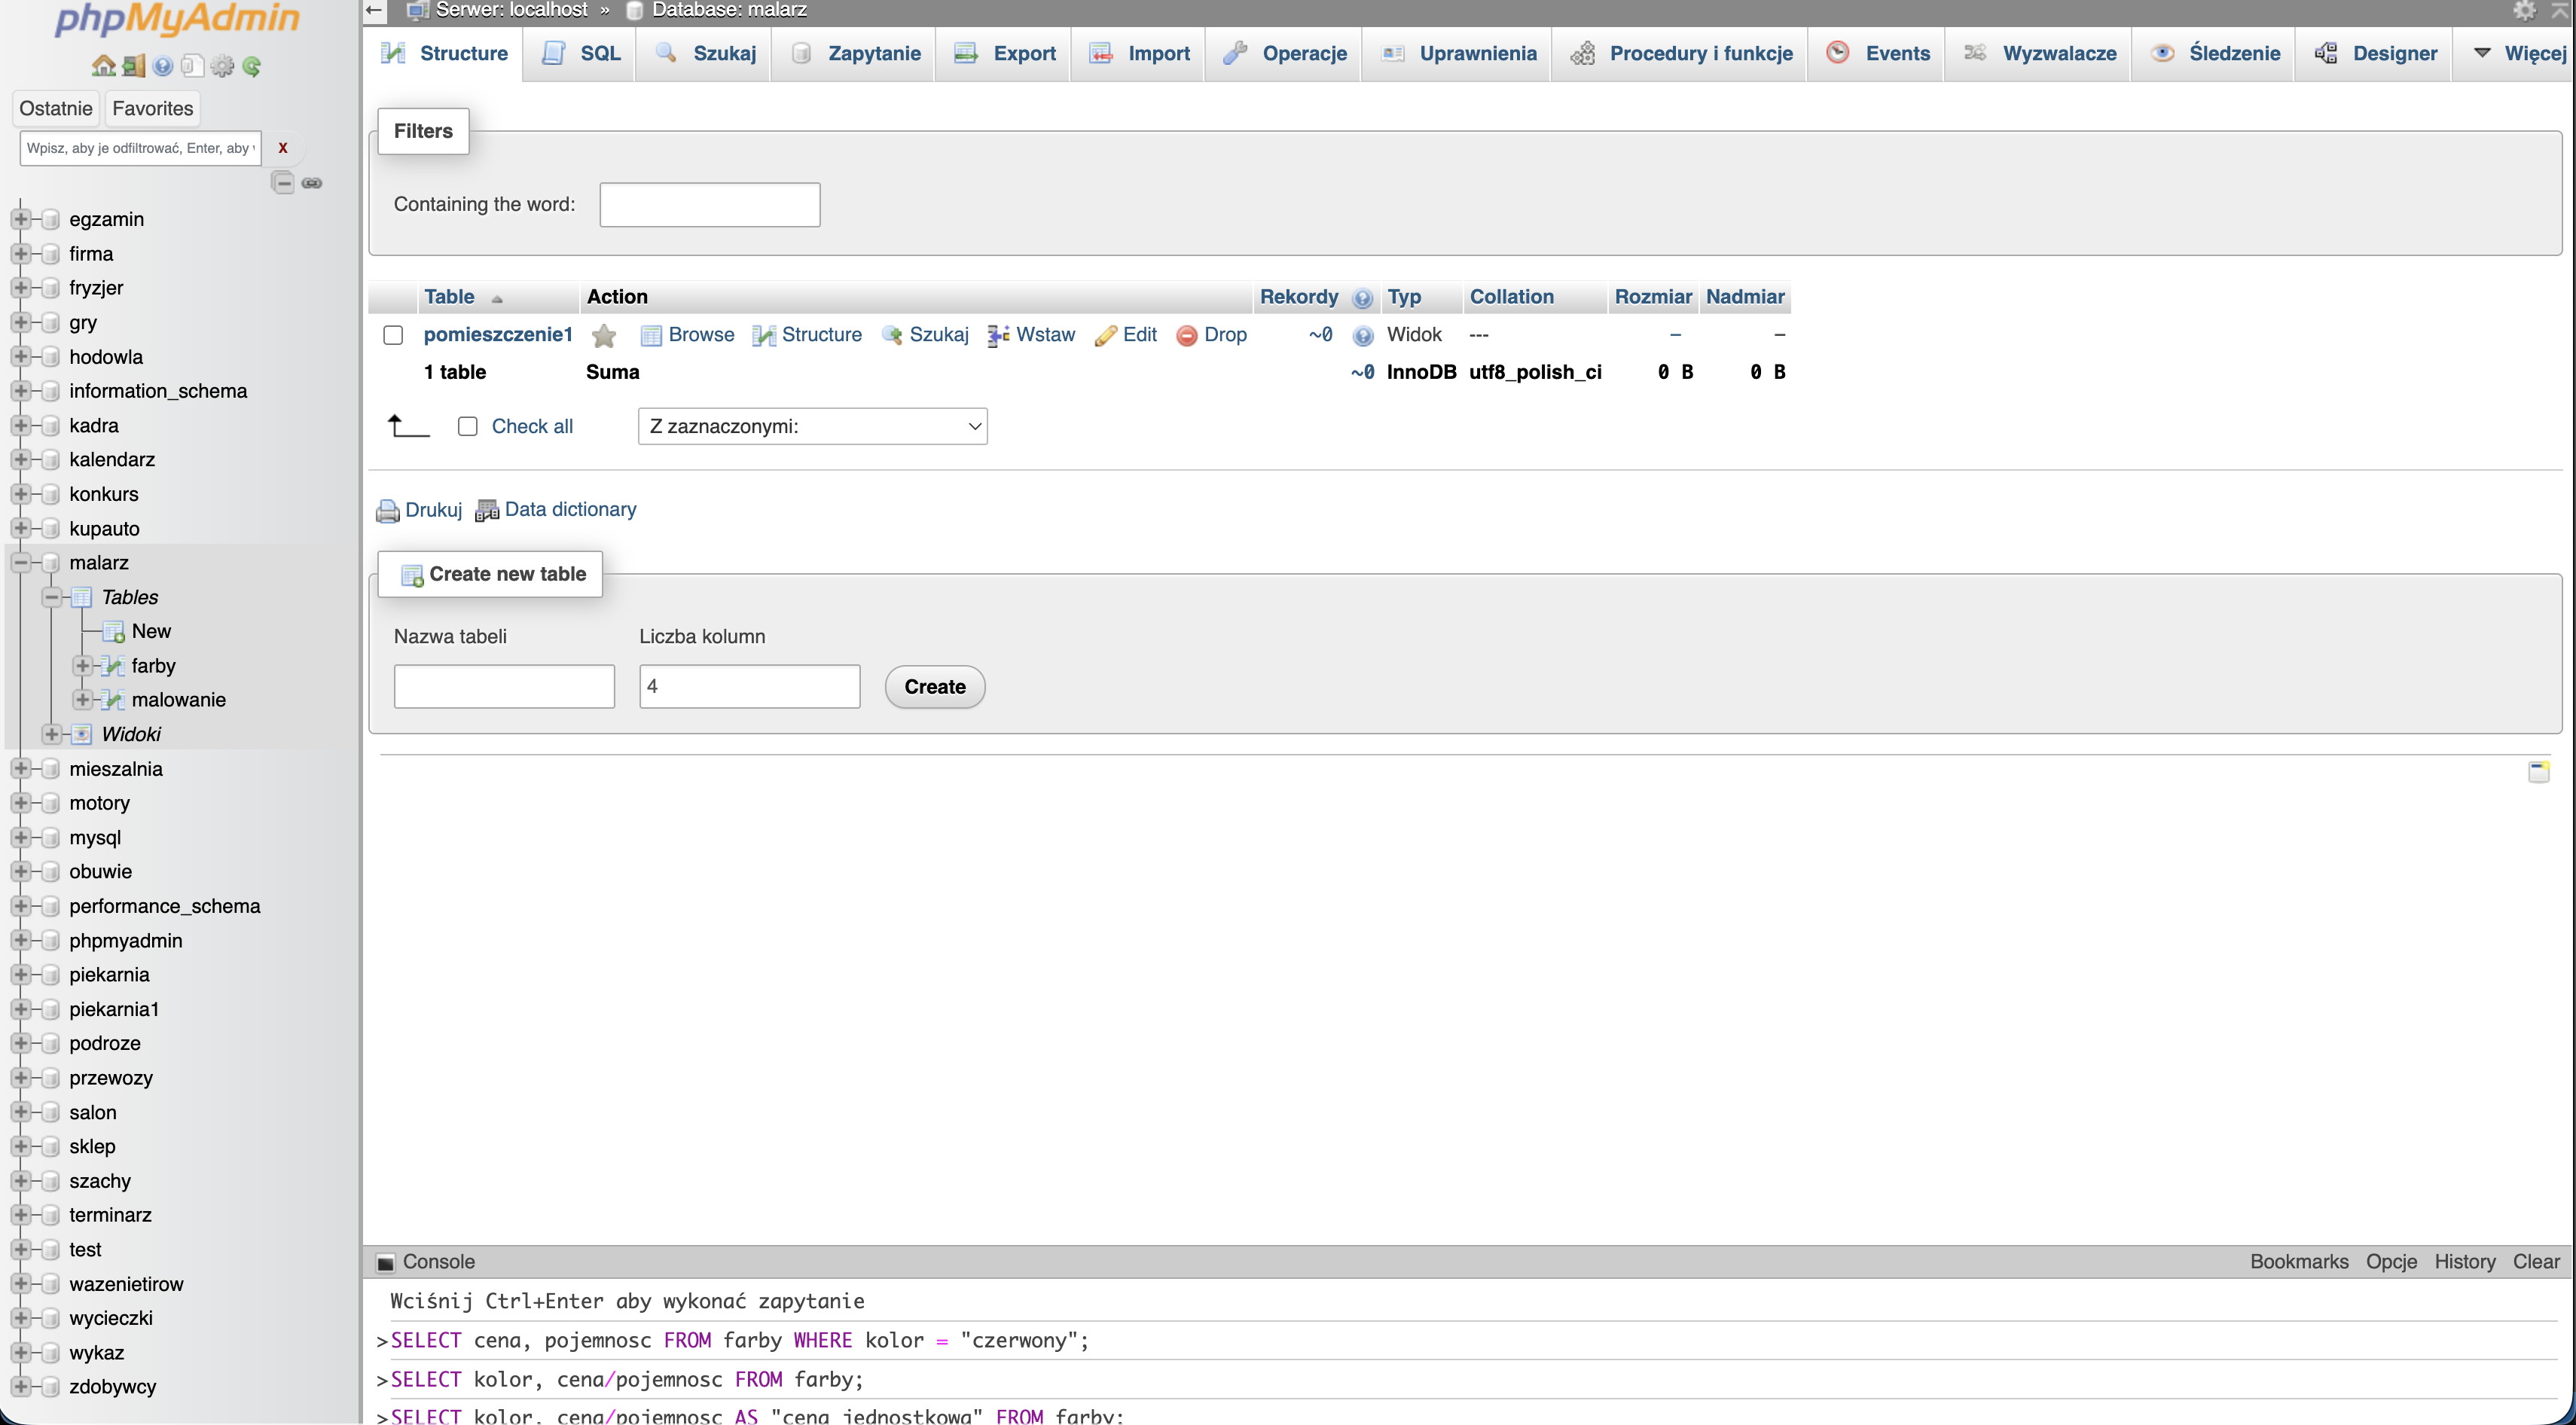 phpMyAdmin
Ostatnie Favorites
Wpisz, aby je odfiltrować, Enter, aby
X
egzamin
firma
fryzjer
gry
hodowla
information_schema
kadra
kalendarz
konkurs
kupauto
malarz
Tables
New
farby
malowanie
Widoki
mieszalnia
motory
mysql
obuwie
performance_schema
phpmyadmin
piekarnia
piekarnia1
podroze
przewozy
salon
sklep
szachy
terminarz
test
wazenietirow
wycieczki
wykaz
zdobywcy
Serwer: localhost » Database: malarz
Structure SQL Szukaj Zapytanie Export Import Operacje Uprawnienia Procedury i funkcje Events Wyzwalacze Śledzenie Designer Więcej
Filters
Containing the word:
Table Action Rekordy Typ Collation Rozmiar Nadmiar
pomieszczenie1 Browse Structure Szukaj Wstaw Edit Drop ~0 Widok --- – –
1 table Suma ~0 InnoDB utf8_polish_ci 0 B 0 B
Check all Z zaznaczonymi:
Drukuj Data dictionary
Create new table
Nazwa tabeli Liczba kolumn
4 Create
Console Bookmarks Opcje History Clear
Wciśnij Ctrl+Enter aby wykonać zapytanie
>SELECT cena, pojemnosc FROM farby WHERE kolor = "czerwony";
>SELECT kolor, cena/pojemnosc FROM farby;
>SELECT kolor, cena/pojemnosc AS "cena jednostkowa" FROM farby;